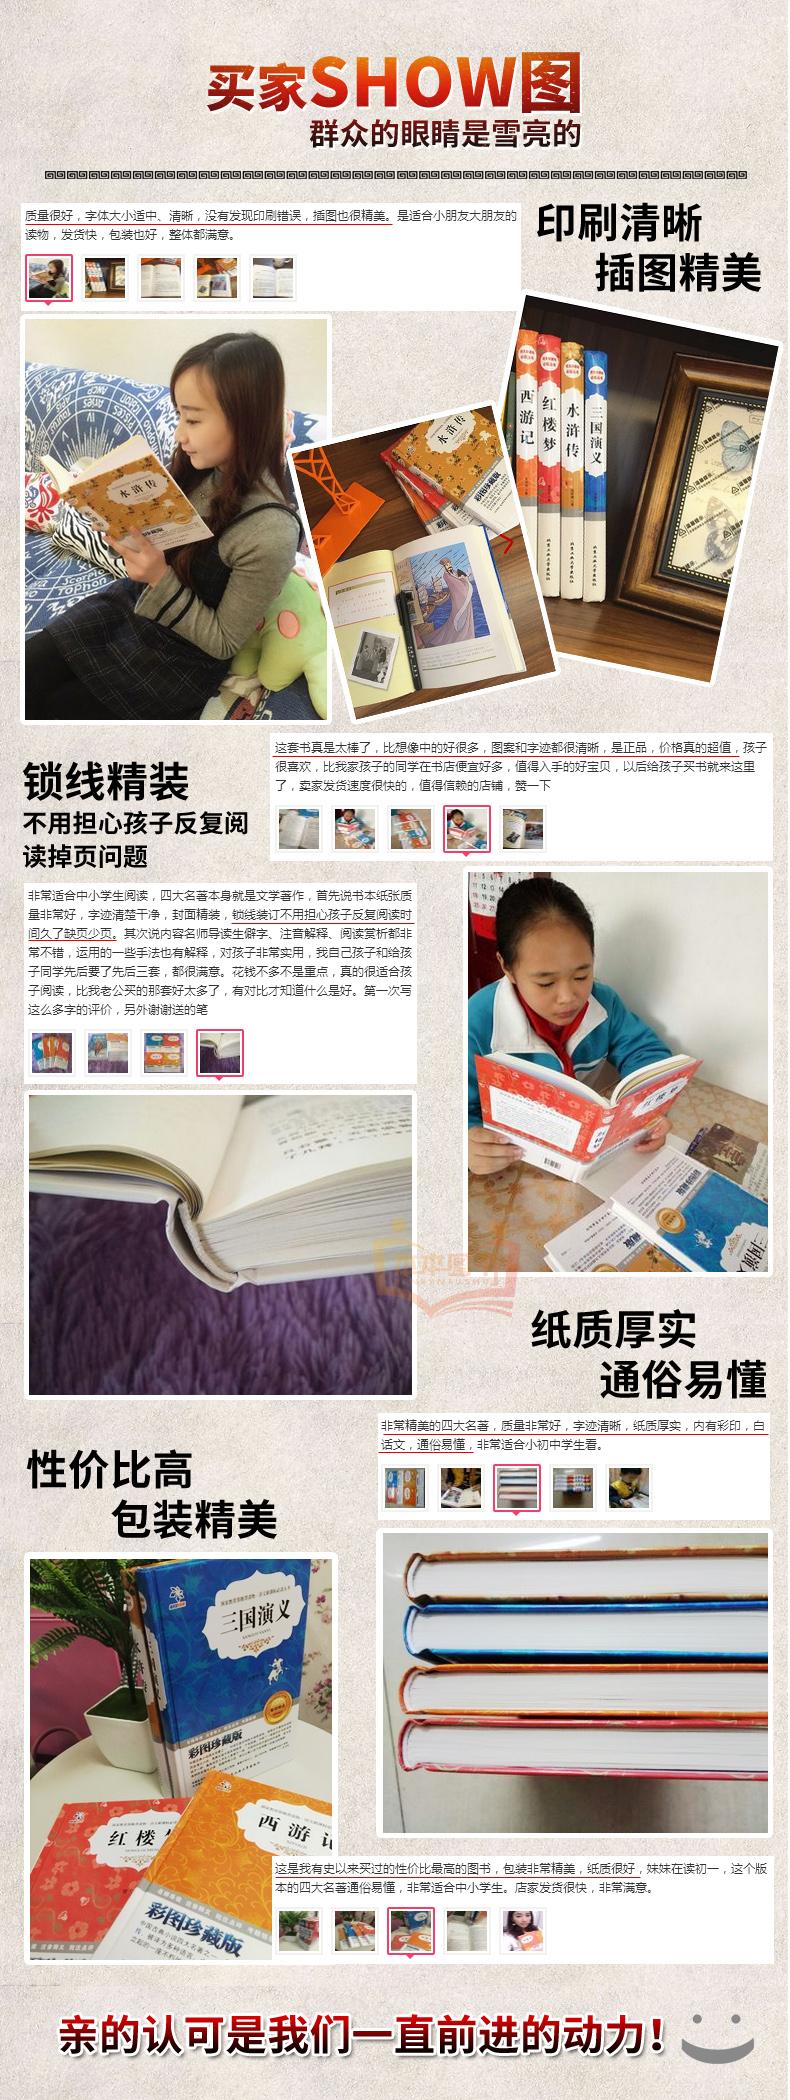 买家SHOW图
群众的眼睛是雪亮的
质量很好，字体大小适中、清晰，没有发现印刷错误，插图也很精美。是适合小朋友大朋友的
读物，发货快，包装也好，整体都满意。
印刷清晰
插图精美
水浒传
水浒传
彩图珍藏版
西游记
红楼梦
水浒传
三国演义
锁线精装
不用担心孩子反复阅
读掉页问题
这套书真是太棒了，比想像中的好很多，图案和字迹都很清晰，是正品，价格真的超值，孩子
很喜欢，比我家孩子的同学在书店便宜好多，值得入手的好宝贝，以后给孩子买书就来这里
了，卖家发货速度很快的，值得信赖的店铺，赞一下
非常适合中小学生阅读，四大名著本身就是文学著作，首先说书本纸张质
量非常好，字迹清楚干净，封面精装，锁线装订不用担心孩子反复阅读时
间久了缺页少页。其次说内容名师导读生僻字、注音解释、阅读赏析都非
常不错，运用的一些手法也有解释，对孩子非常实用，我自己孩子和给孩
子同学先后要了先后三套，都很满意。花钱不多不是重点，真的很适合孩
子阅读，比我老公买的那套好太多了，有对比才知道什么是好。第一次写
这么多字的评价，另外谢谢送的笔
红楼梦
三国演义
纸质厚实
通俗易懂
非常精美的四大名著，质量非常好，字迹清晰，纸质厚实，内有彩印，白
话文，通俗易懂，非常适合小初中学生看。
性价比高
包装精美
三国演义
彩图珍藏版
红楼
西游记
彩图珍藏版
这是我有史以来买过的性价比最高的图书，包装非常精美，纸质很好，妹妹在读初一，这个版
本的四大名著通俗易懂，非常适合中小学生。店家发货很快，非常满意。
亲的认可是我们一直前进的动力！